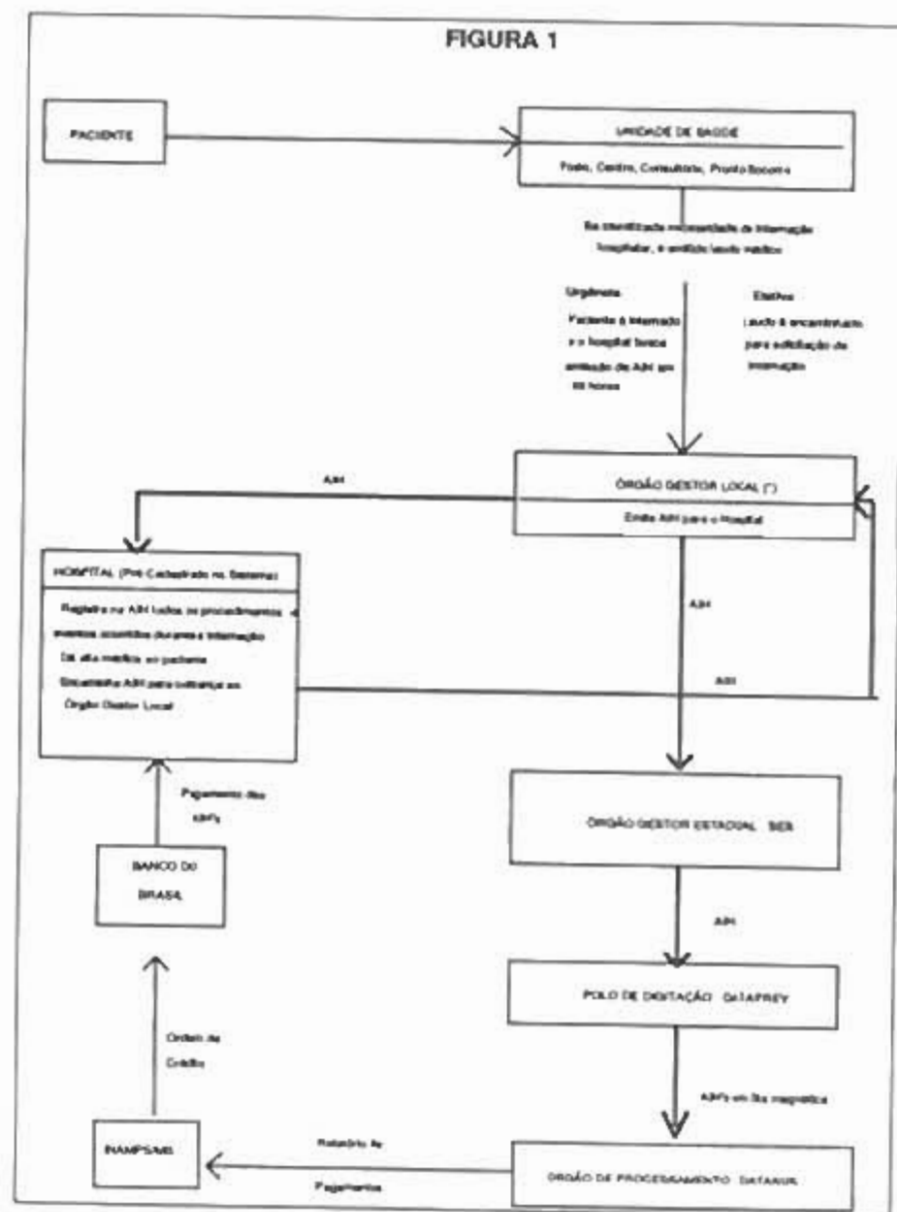 FIGURA 1
PACIENTE
UNIDADE DE SAÚDE
Posto, Centro, Consultório, Pronto Socorro
Se identificada necessidade de internação
hospitalar, é emitido laudo médico
Urgência
Paciente é internado
e o hospital busca
emissão de AIH em
horas
Eletiva
Laudo é encaminhado
para solicitação de
internação
ÓRGÃO GESTOR LOCAL (*)
Emite AIH para o Hospital
AIH
HOSPITAL (Pré-Cadastrado no Sistema)
Registra na AIH todos os procedimentos e
eventos ocorridos durante a internação
Dá alta médica ao paciente
Encaminha AIH para cobrança ao
Órgão Gestor Local
AIH
AIH
ÓRGÃO GESTOR ESTADUAL SES
Pagamento das
AIH's
BANCO DO
BRASIL
AIH
POLO DE DIGITAÇÃO DATAPREV
Ordem de
Crédito
AIH's em fita magnética
INAMPS/MS
Relatório de
Pagamentos
ÓRGÃO DE PROCESSAMENTO DATASUS